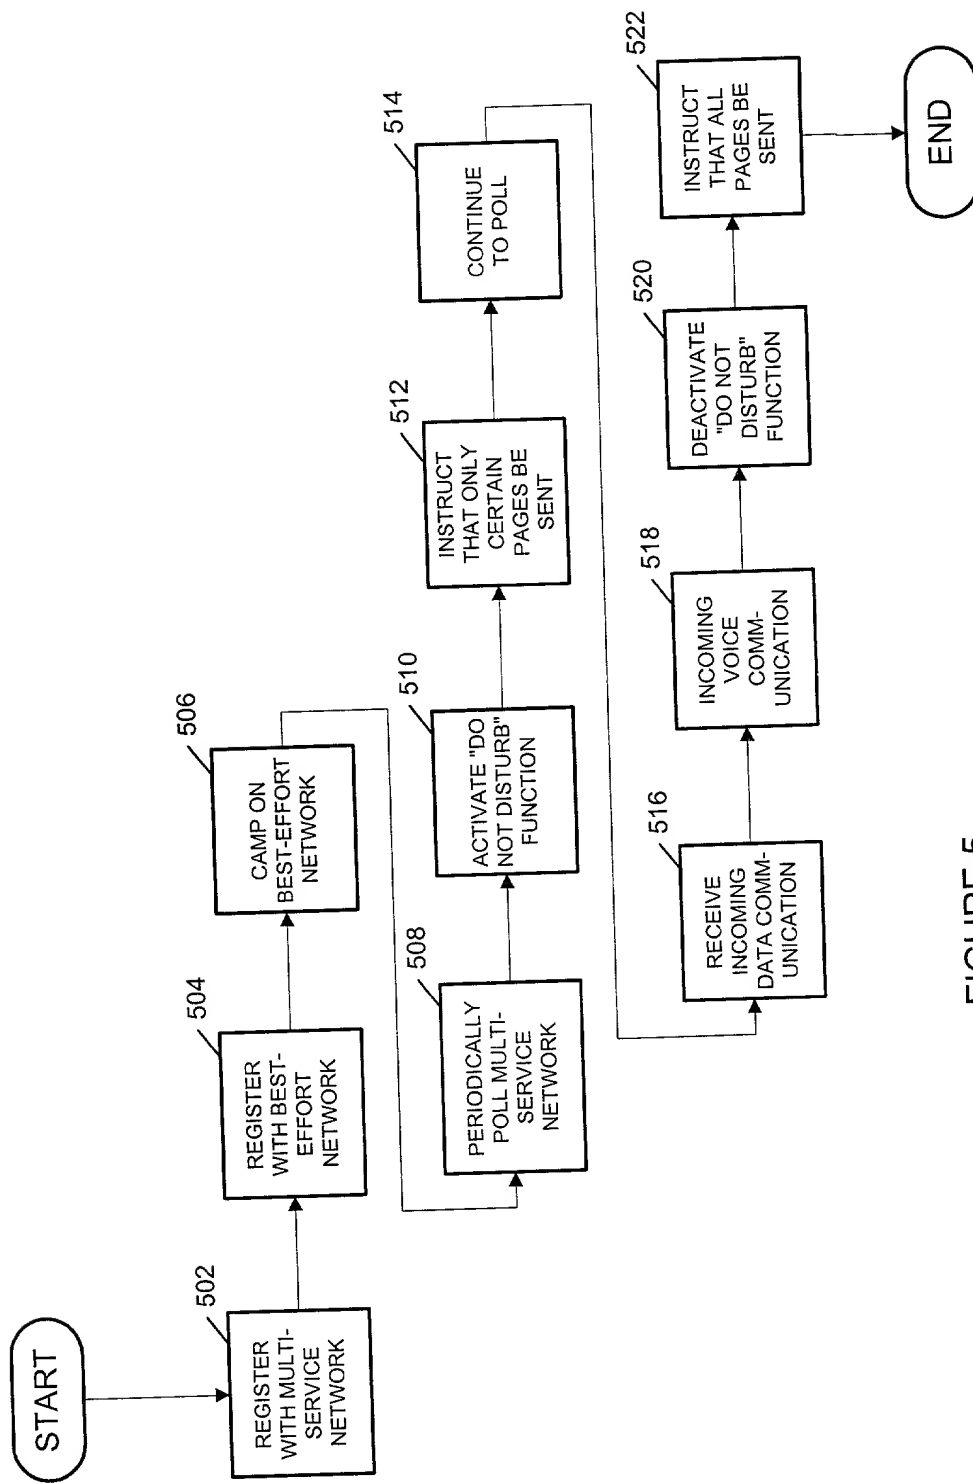 START
502
REGISTER
WITH MULTI-
SERVICE
NETWORK
504
REGISTER
WITH BEST-
EFFORT
NETWORK
506
CAMP ON
BEST-EFFORT
NETWORK
508
PERIODICALLY
POLL MULTI-
SERVICE
NETWORK
510
ACTIVATE "DO
NOT DISTURB"
FUNCTION
512
INSTRUCT
THAT ONLY
CERTAIN
PAGES BE
SENT
514
CONTINUE
TO POLL
516
RECEIVE
INCOMING
DATA COMM-
UNICATION
518
INCOMING
VOICE
COMM-
UNICATION
520
DEACTIVATE
"DO NOT
DISTURB"
FUNCTION
522
INSTRUCT
THAT ALL
PAGES BE
SENT
END
FIGURE 5